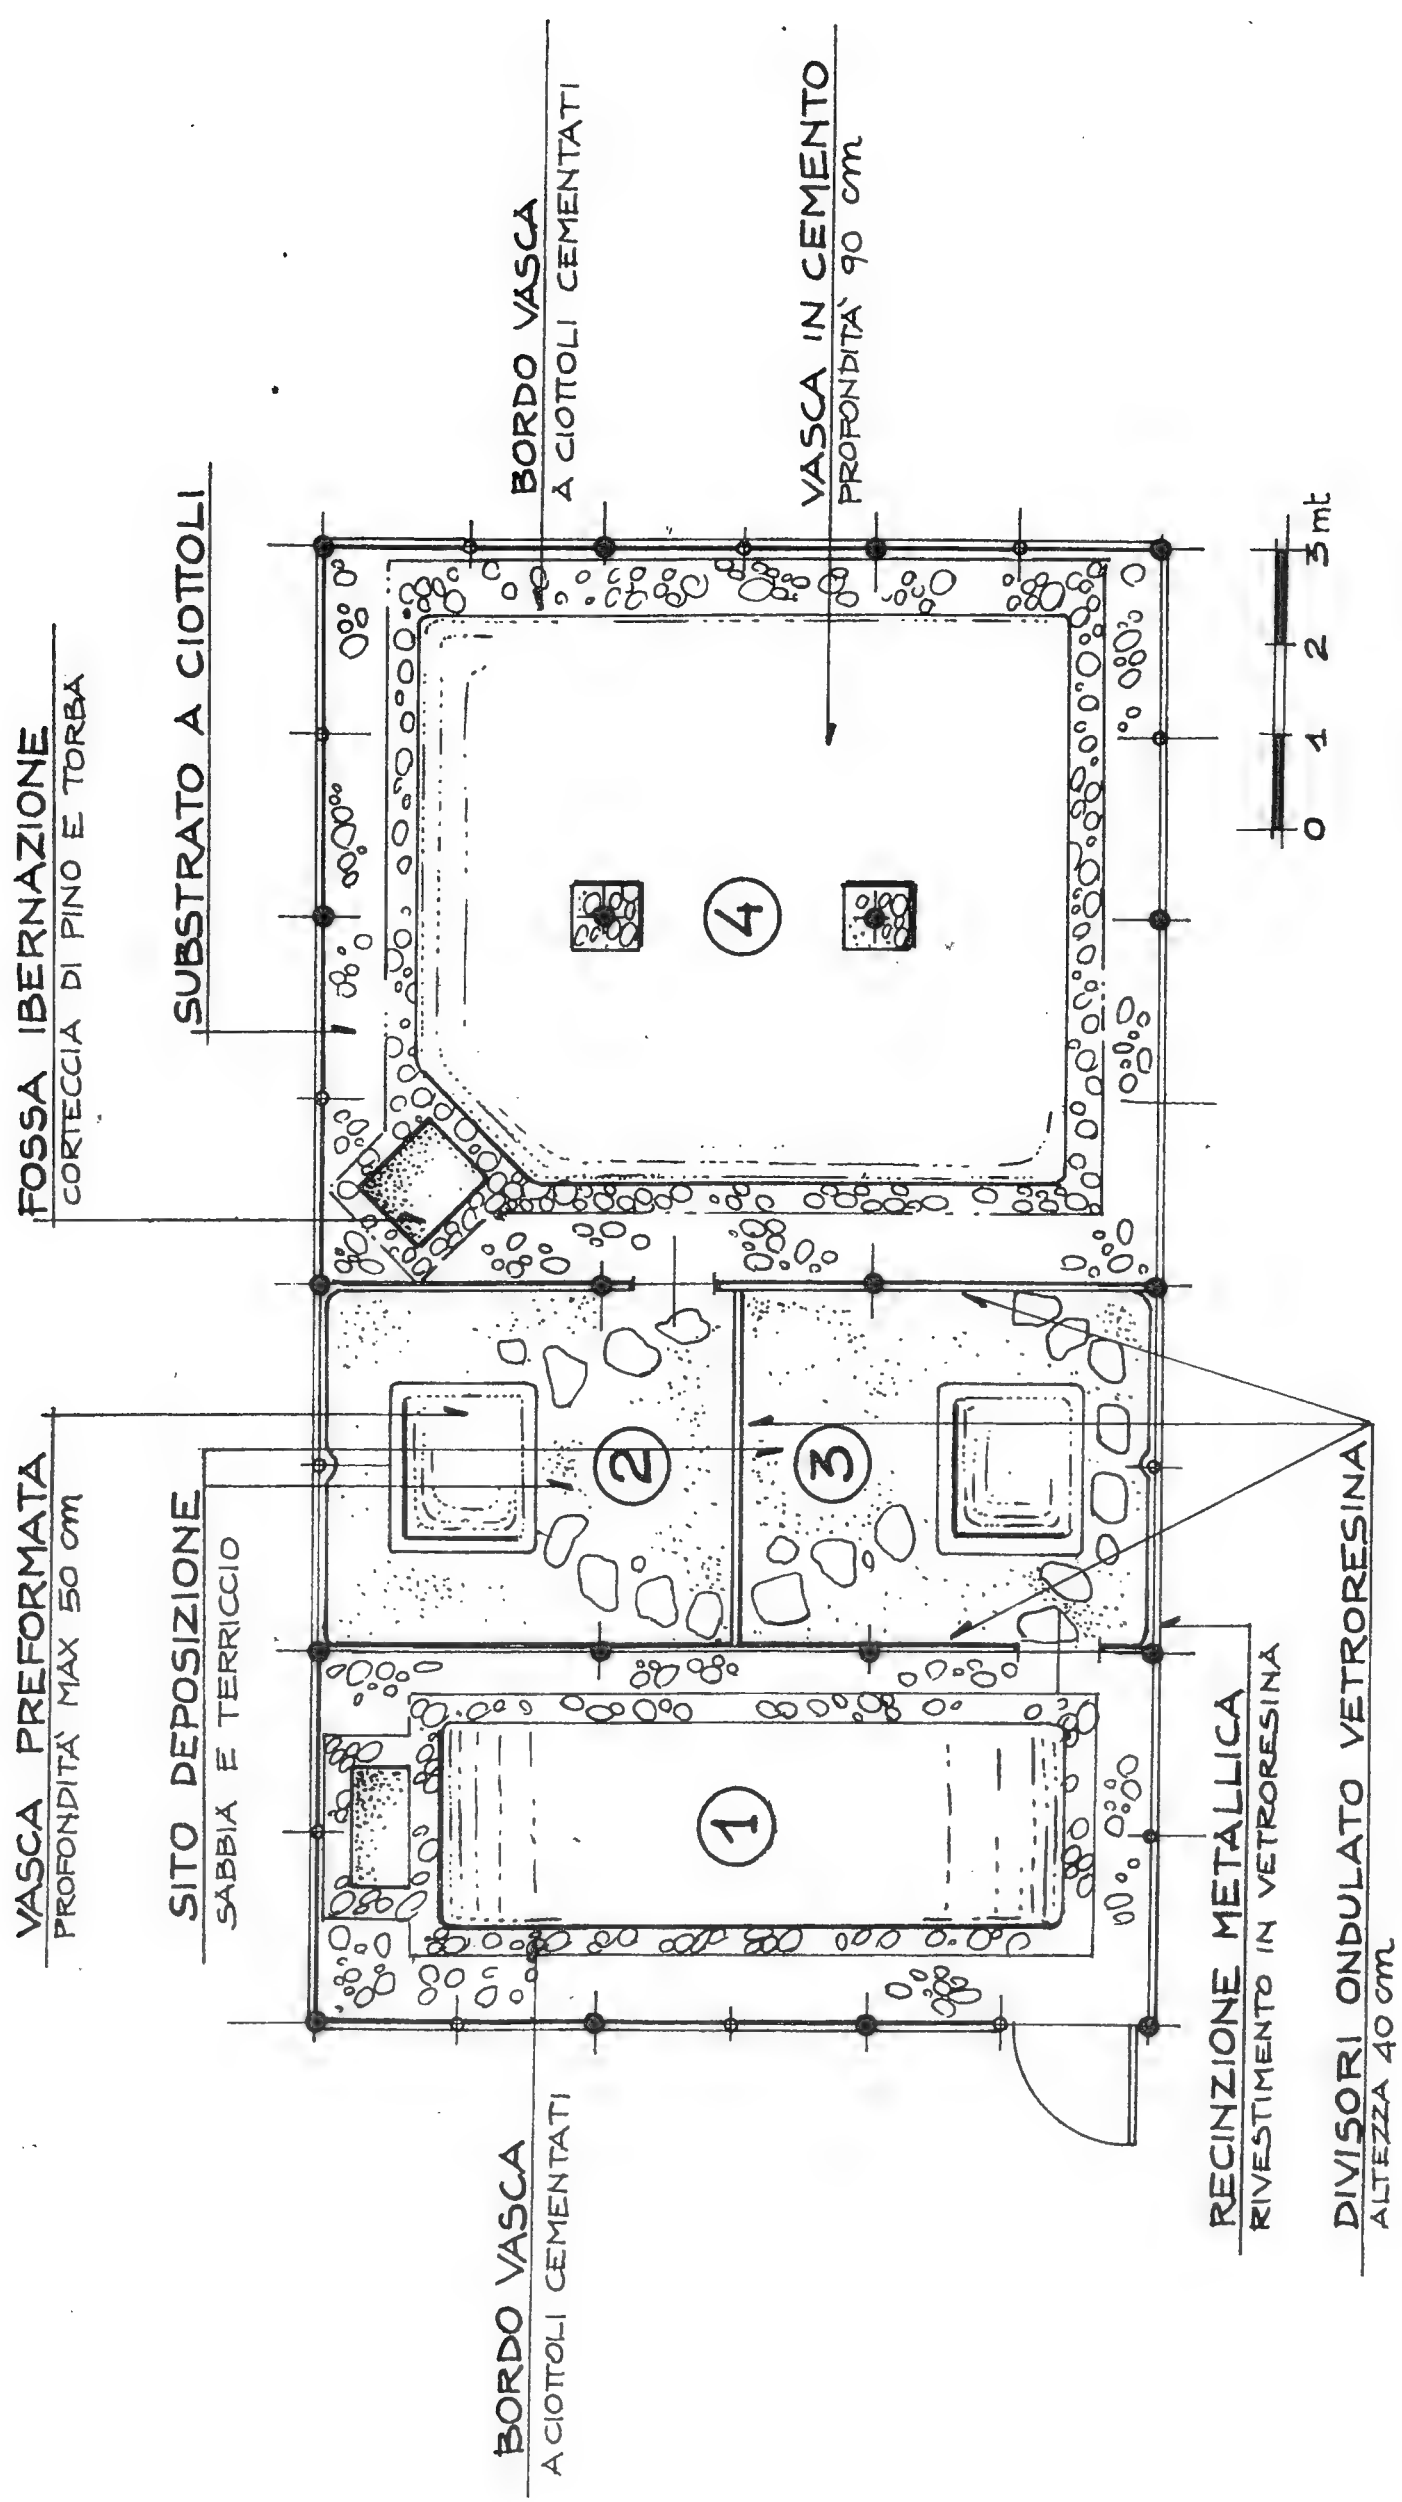 VASCA PREFORMATA
PROFONDITÀ MAX 50 cm
FOSSA IBERNAZIONE
CORTECCIA DI PINO E TORBA
SITO DEPOSIZIONE
SABBIA E TERRICCIO
SUBSTRATO A CIOTTOLI
BORDO VASCA
A CIOTTOLI CEMENTATI
BORDO VASCA
A CIOTTOLI CEMENTATI
VASCA IN CEMENTO
PROFONDITÀ 90 cm
1
2
3
4
RECINZIONE METALLICA
RIVESTIMENTO IN VETRORESINA
DIVISORI ONDULATO VETRORESINA
ALTEZZA 40 cm
0 1 2 3 mt